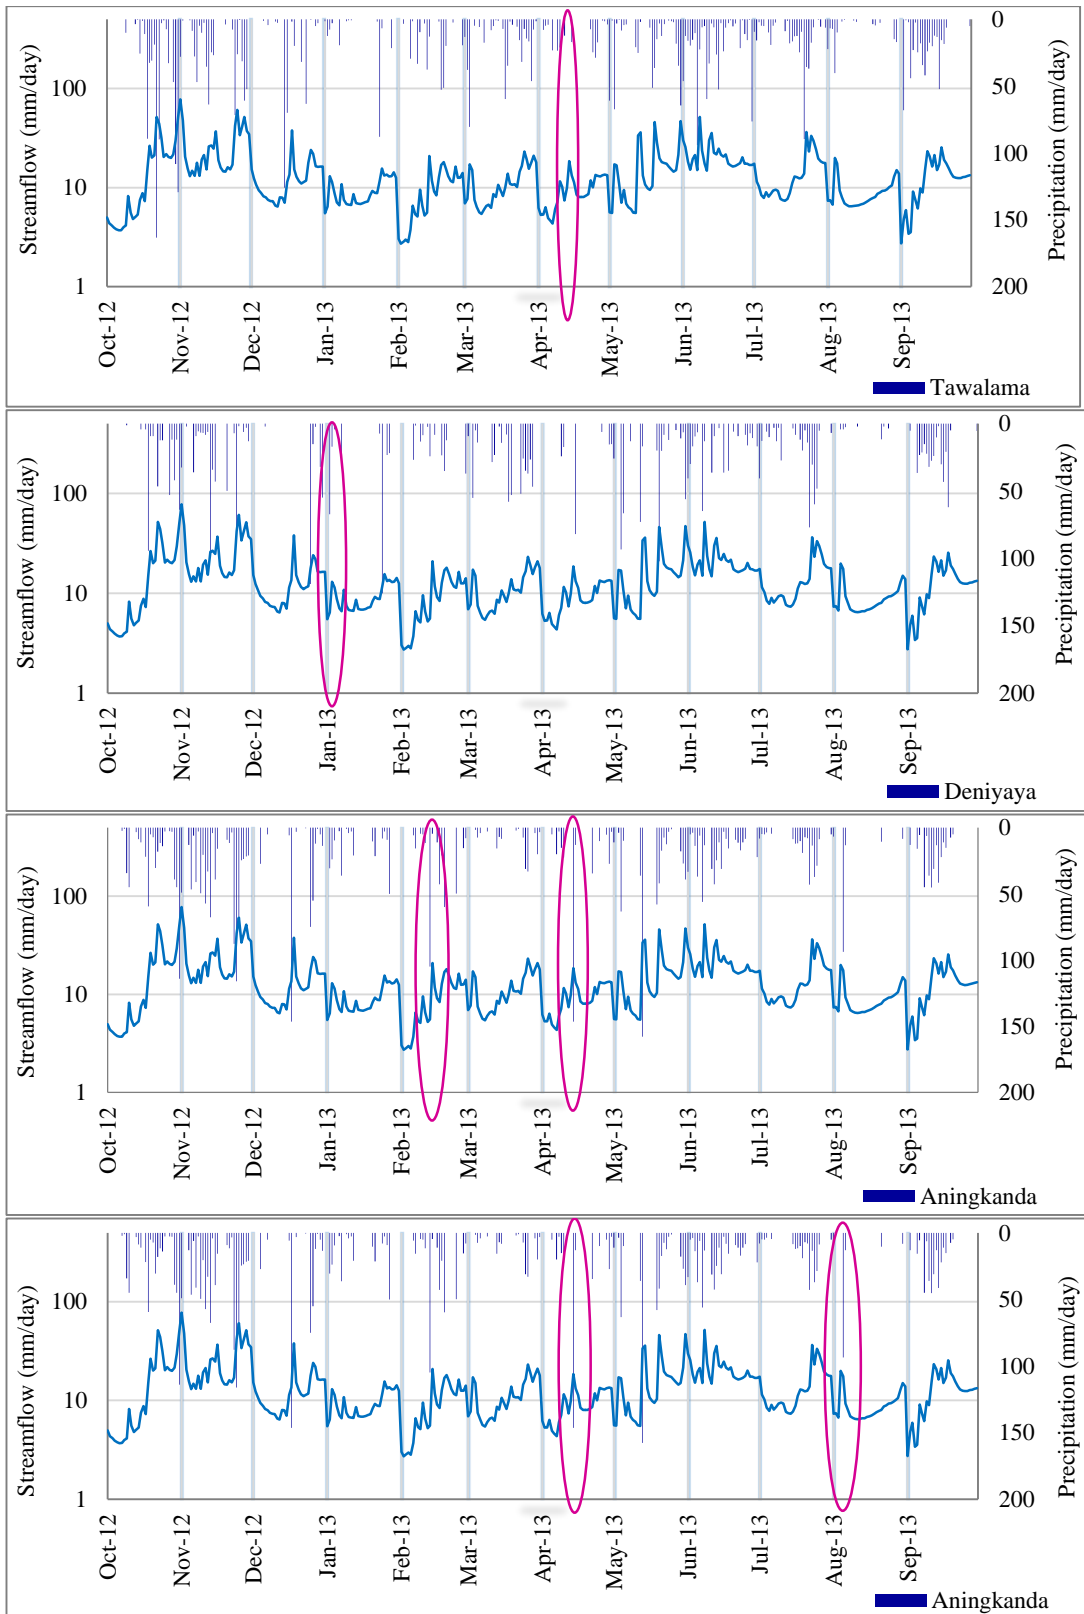 0
100
50
10
100
150
1
200
Streamflow (mm/day)
Precipitation (mm/day)
Oct-12
Nov-12
Dec-12
Jan-13
Feb-13
Mar-13
Apr-13
May-13
Jun-13
Jul-13
Aug-13
Sep-13
Tawalama
0
100
50
10
100
150
1
200
Streamflow (mm/day)
Precipitation (mm/day)
Oct-12
Nov-12
Dec-12
Jan-13
Feb-13
Mar-13
Apr-13
May-13
Jun-13
Jul-13
Aug-13
Sep-13
Deniyaya
0
100
50
10
100
150
1
200
Streamflow (mm/day)
Precipitation (mm/day)
Oct-12
Nov-12
Dec-12
Jan-13
Feb-13
Mar-13
Apr-13
May-13
Jun-13
Jul-13
Aug-13
Sep-13
Aningkanda
0
100
50
10
100
150
1
200
Streamflow (mm/day)
Precipitation (mm/day)
Oct-12
Nov-12
Dec-12
Jan-13
Feb-13
Mar-13
Apr-13
May-13
Jun-13
Jul-13
Aug-13
Sep-13
Aningkanda